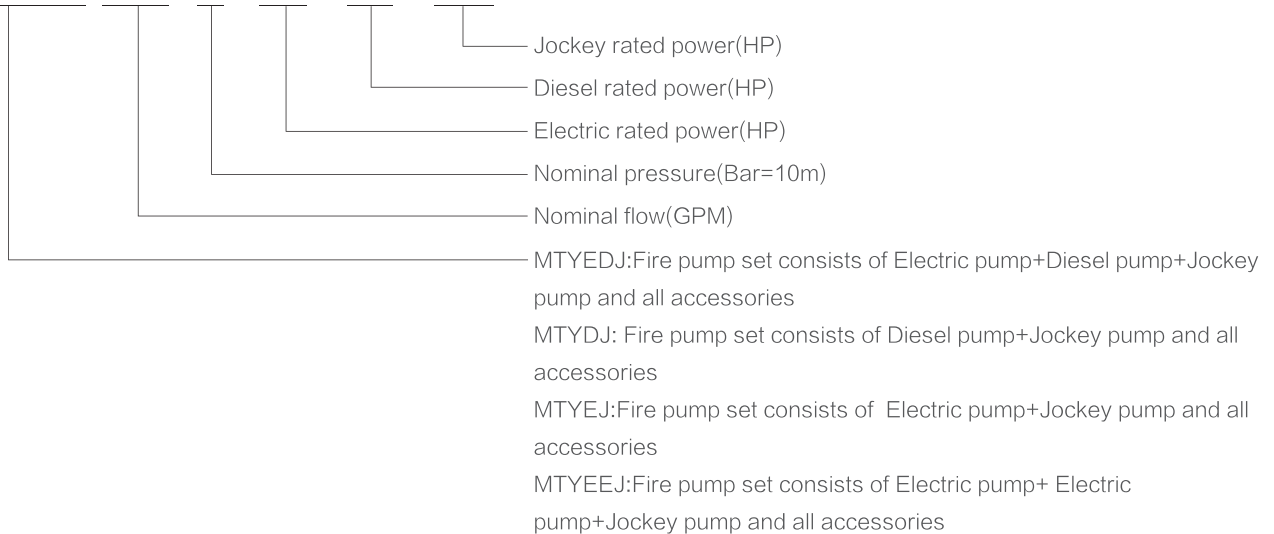 Jockey rated power(HP)
Diesel rated power(HP)
Electric rated power(HP)
Nominal pressure(Bar=10m)
Nominal flow(GPM)
MTYEDJ:Fire pump set consists of Electric pump+Diesel pump+Jockey
pump and all accessories
MTYDJ: Fire pump set consists of Diesel pump+Jockey pump and all
accessories
MTYEJ:Fire pump set consists of  Electric pump+Jockey pump and all
accessories
MTYEEJ:Fire pump set consists of Electric pump+ Electric
pump+Jockey pump and all accessories